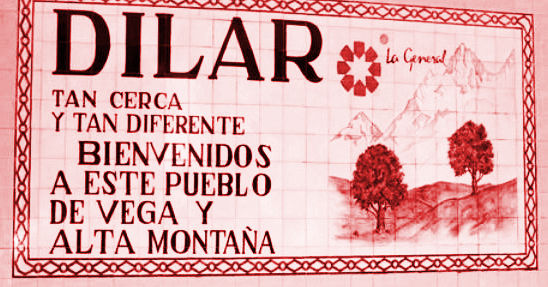 DILAR
La General
TAN CERCA
Y TAN DIFERENTE
BIENVENIDOS
A ESTE PUEBLO
DE VEGA Y
ALTA MONTAÑA